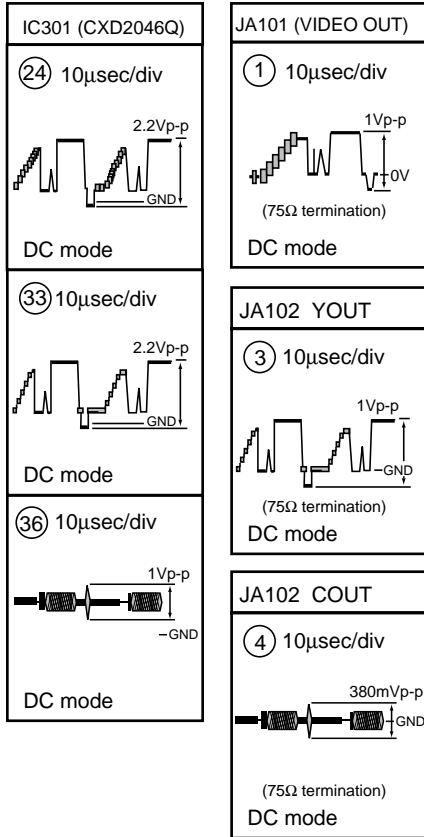 IC301 (CXD2046Q)
24 10µsec/div
2.2Vp-p
GND
DC mode
33 10µsec/div
2.2Vp-p
GND
DC mode
36 10µsec/div
1Vp-p
GND
DC mode
JA101 (VIDEO OUT)
1 10µsec/div
1Vp-p
0V
(75Ω termination)
DC mode
JA102 YOUT
3 10µsec/div
1Vp-p
GND
(75Ω termination)
DC mode
JA102 COUT
4 10µsec/div
380mVp-p
GND
(75Ω termination)
DC mode